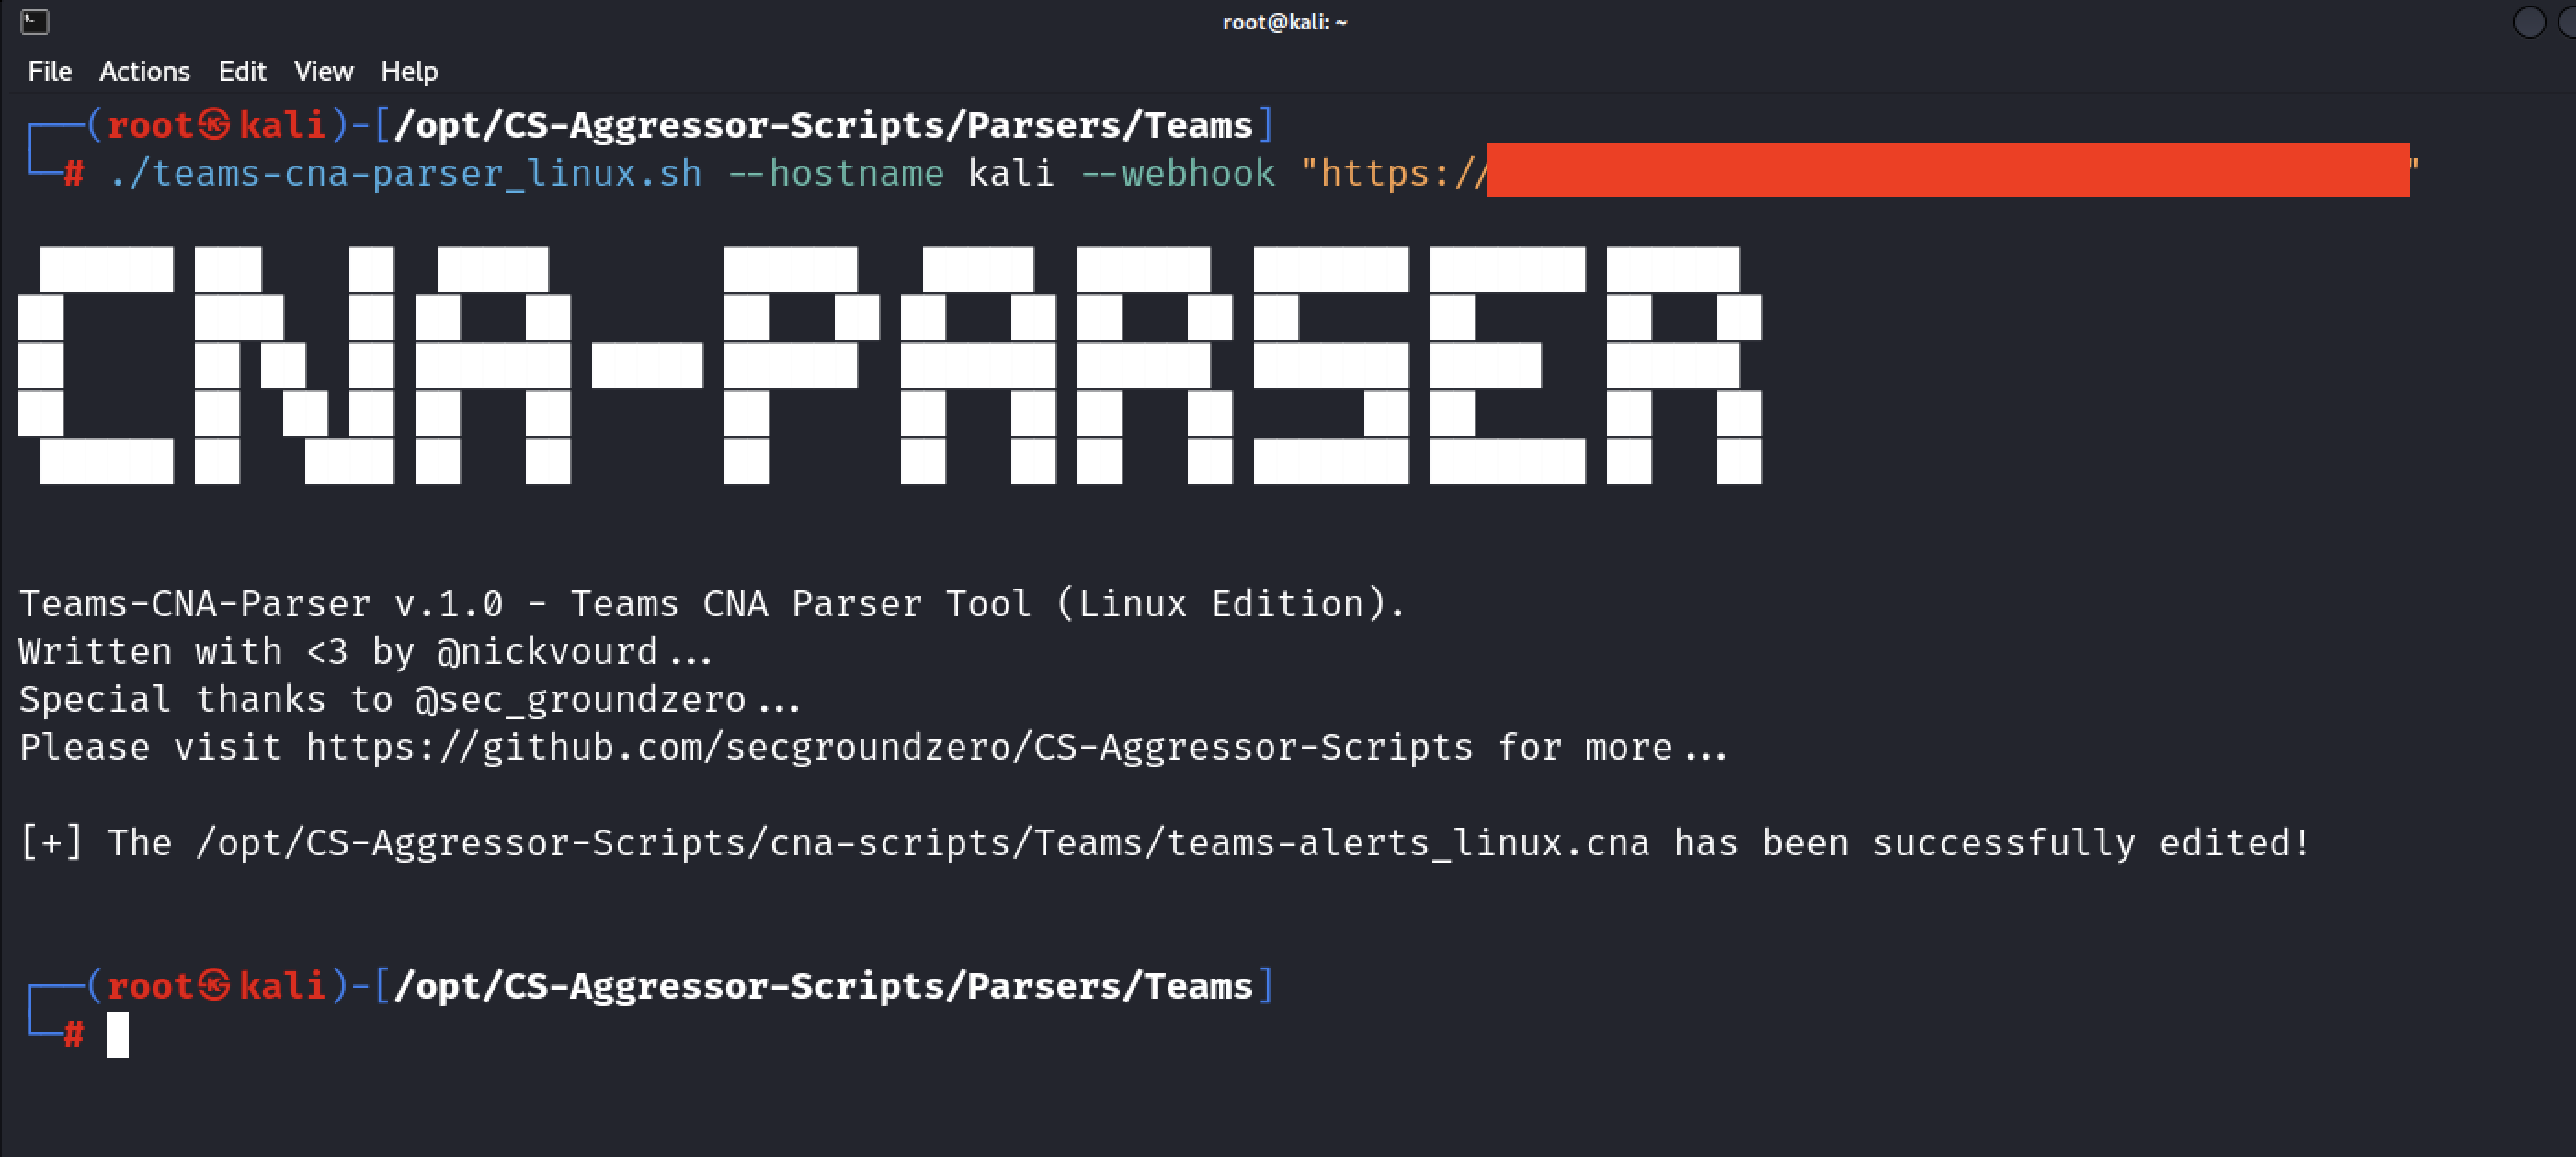 root@kali: ~
File Actions Edit View Help
┌──(root㉿kali)-[/opt/CS-Aggressor-Scripts/Parsers/Teams]
└─# ./teams-cna-parser_linux.sh --hostname kali --webhook "https://"
CNA-PARSER
Teams-CNA-Parser v.1.0 - Teams CNA Parser Tool (Linux Edition).
Written with <3 by @nickvourd...
Special thanks to @sec_groundzero...
Please visit https://github.com/secgroundzero/CS-Aggressor-Scripts for more...
[+] The /opt/CS-Aggressor-Scripts/cna-scripts/Teams/teams-alerts_linux.cna has been successfully edited!
┌──(root㉿kali)-[/opt/CS-Aggressor-Scripts/Parsers/Teams]
└─#